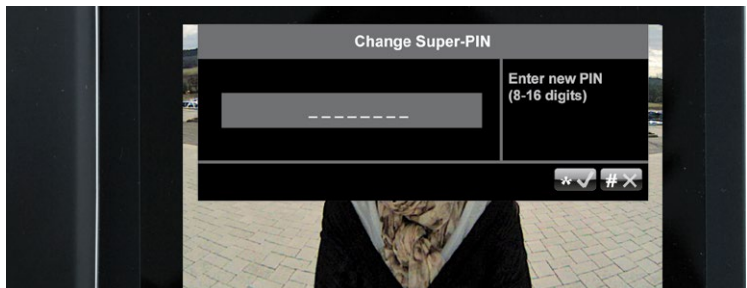 Change Super-PIN
Enter new PIN
(8-16 digits)
_ _ _ _ _ _ _ _
* ✓ # ×